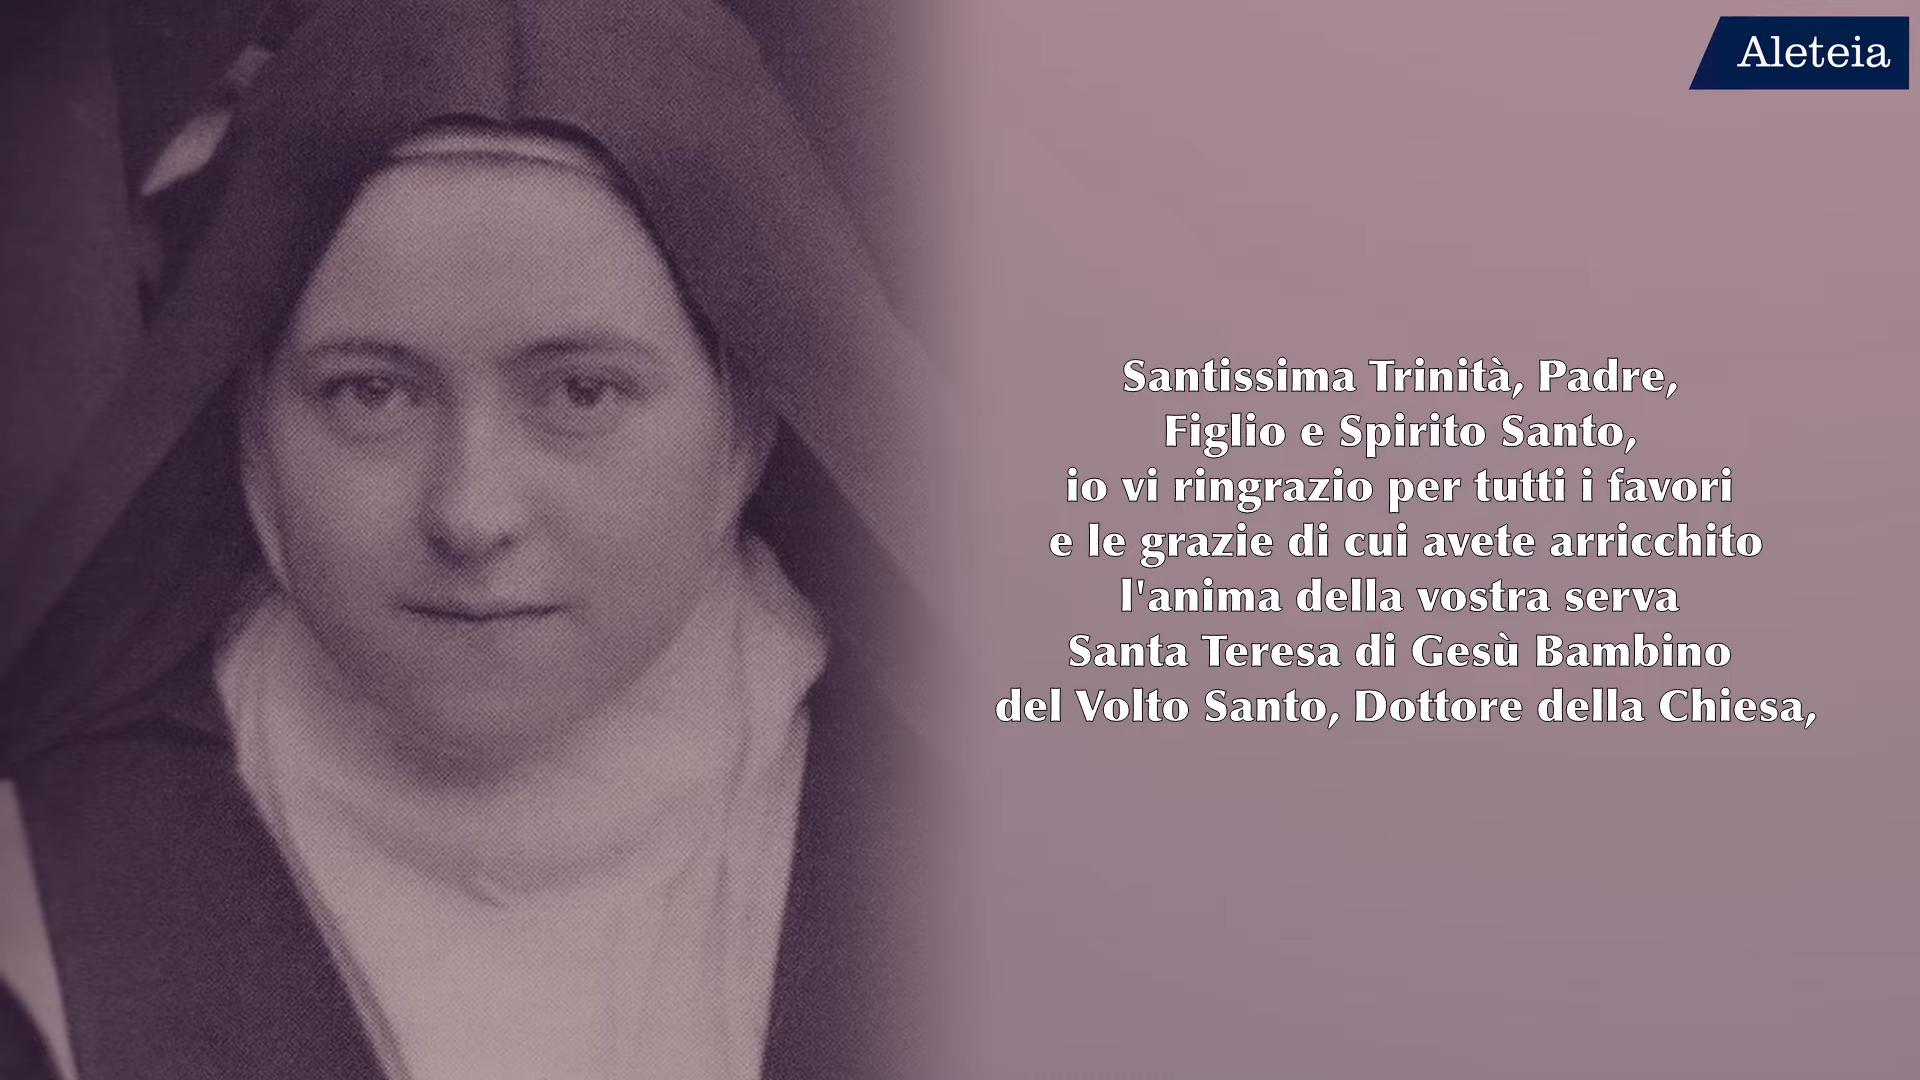 Aleteia
Santissima Trinità, Padre,
Figlio e Spirito Santo,
io vi ringrazio per tutti i favori
e le grazie di cui avete arricchito
l'anima della vostra serva
Santa Teresa di Gesù Bambino
del Volto Santo, Dottore della Chiesa,